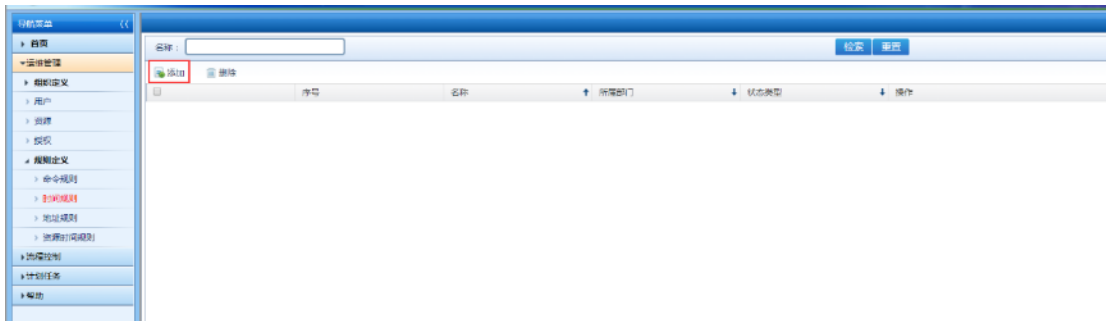 导航菜单
首页
运维管理
组织定义
用户
资源
授权
规则定义
命令规则
时间规则
地址规则
资源时间规则
流程控制
计划任务
帮助
名称：
检索 重置
添加 删除
序号 名称 所属部门 状态类型 操作